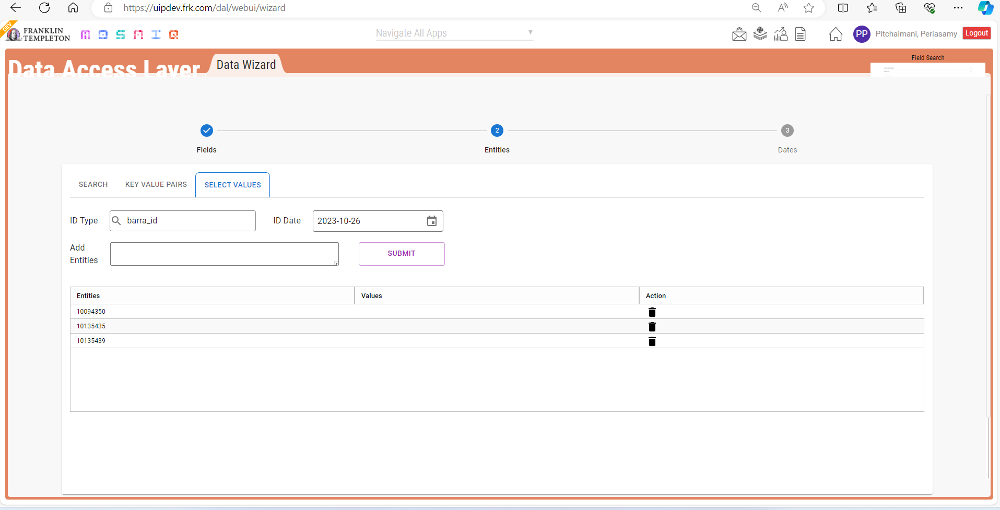 https://uipdev.frk.com/dal/webui/wizard
DEV
FRANKLIN
TEMPLETON
MOSAIQ
Navigate All Apps
PP
Pitchaimani, Periasamy
Logout
Data Access Layer
Data Wizard
Field Search
2
3
Fields
Entities
Dates
SEARCH
KEY VALUE PAIRS
SELECT VALUES
ID Type
barra_id
ID Date
2023-10-26
Add
Entities
SUBMIT
Entities
Values
Action
10094350
10135435
10135439